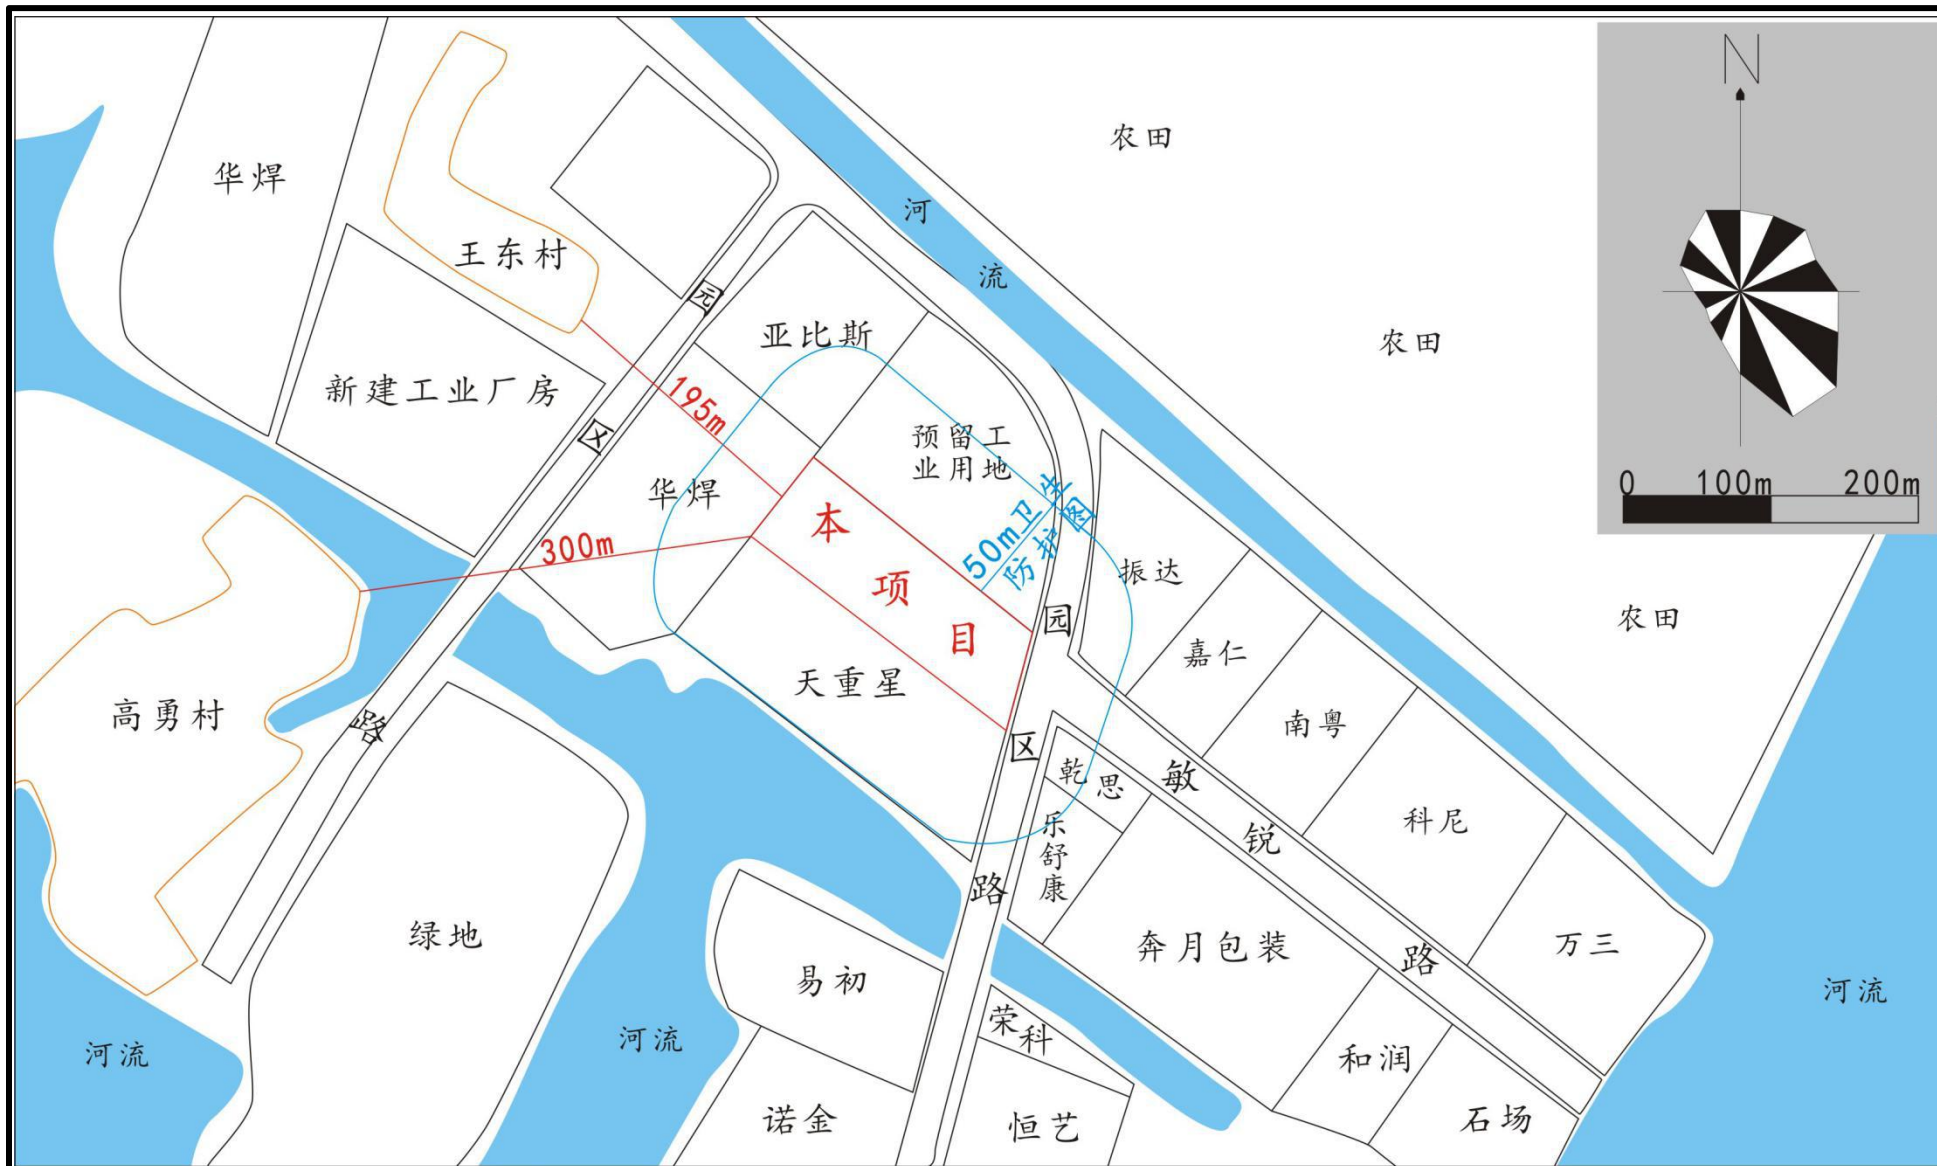 N
0 100m 200m
农田
华焊
河流
王东村
园区路
亚比斯
农田
新建工业厂房
195m
预留工
业用地
华焊
50m卫生
防护图
本项目
300m
振达
园区路
农田
嘉仁
天重星
高勇村
南粤
乾思
敏锐路
科尼
乐舒康
绿地
奔月包装
万三
易初
河流
荣科
河流
河流
和润
诺金
恒艺
石场